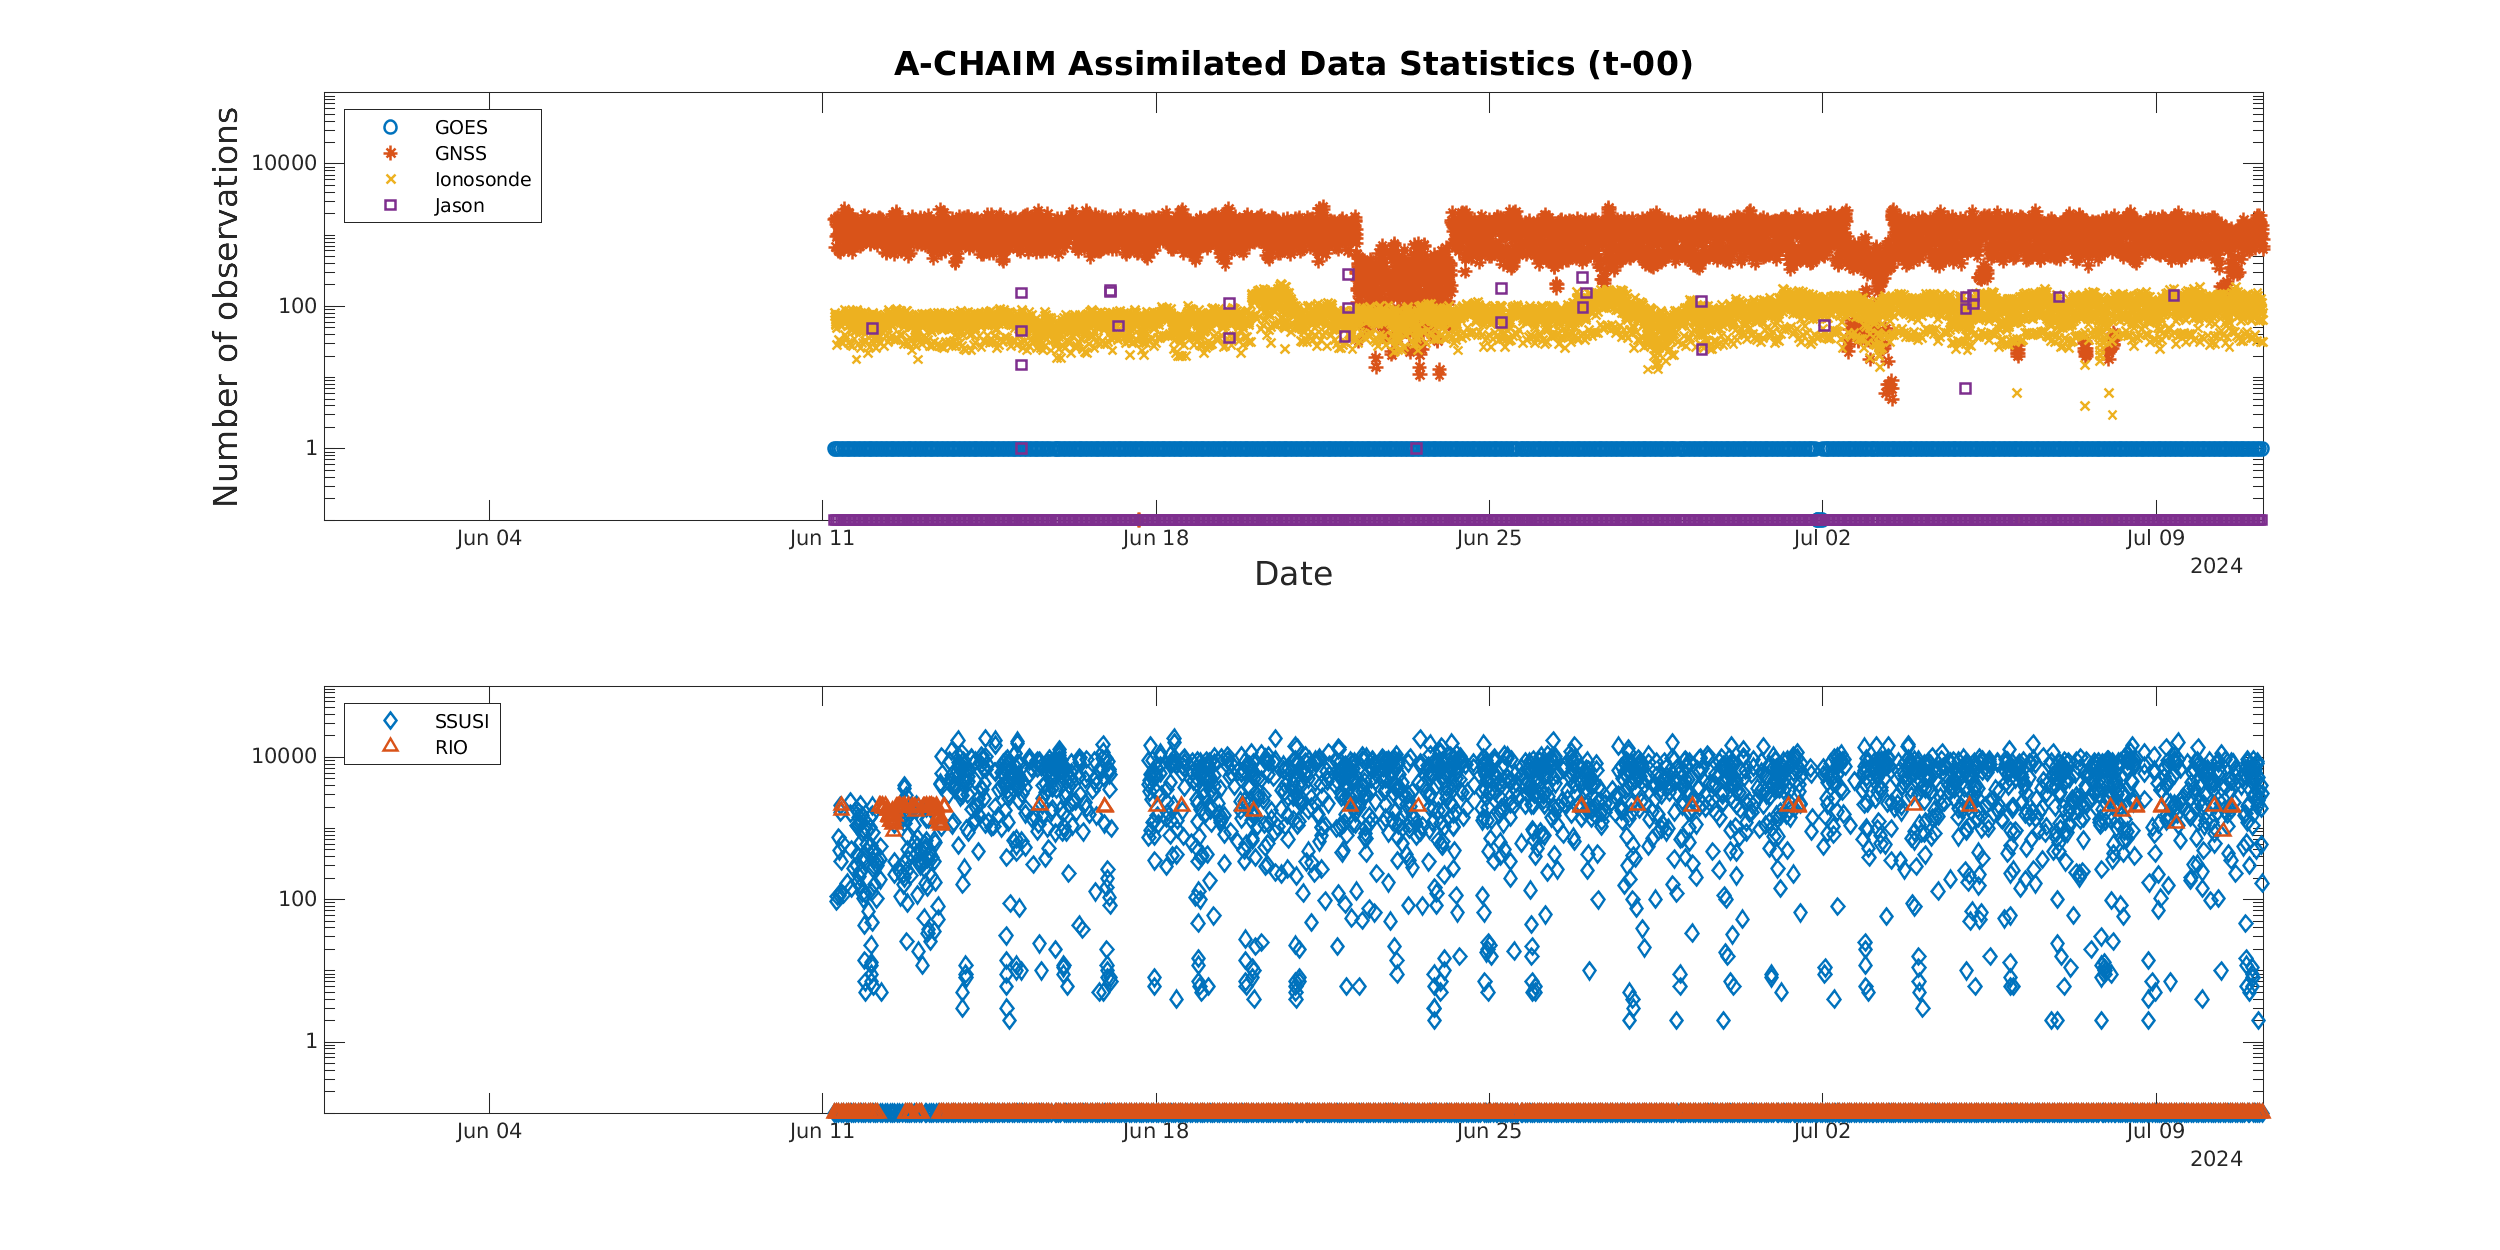 A-CHAIM Assimilated Data Statistics (t-00)
Number of observations
10000
100
1
GOES
GNSS
Ionosonde
Jason
Jun 04 Jun 11 Jun 18 Jun 25 Jul 02 Jul 09
2024
Date
10000
100
1
SSUSI
RIO
Jun 04 Jun 11 Jun 18 Jun 25 Jul 02 Jul 09
2024